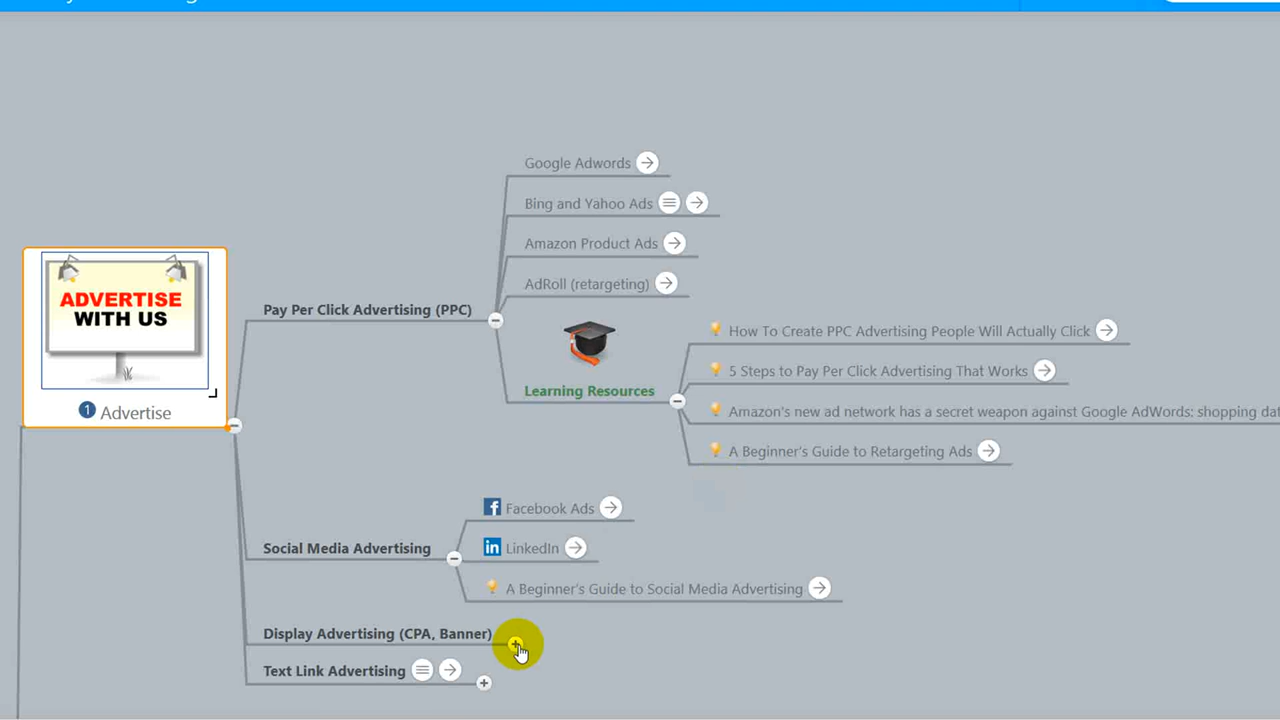 Google Adwords
Bing and Yahoo Ads
Amazon Product Ads
AdRoll (retargeting)
Pay Per Click Advertising (PPC)
ADVERTISE
WITH US
1 Advertise
Learning Resources
How To Create PPC Advertising People Will Actually Click
5 Steps to Pay Per Click Advertising That Works
Amazon's new ad network has a secret weapon against Google AdWords: shopping
A Beginner's Guide to Retargeting Ads
Social Media Advertising
f Facebook Ads
in LinkedIn
A Beginner's Guide to Social Media Advertising
Display Advertising (CPA, Banner)
Text Link Advertising